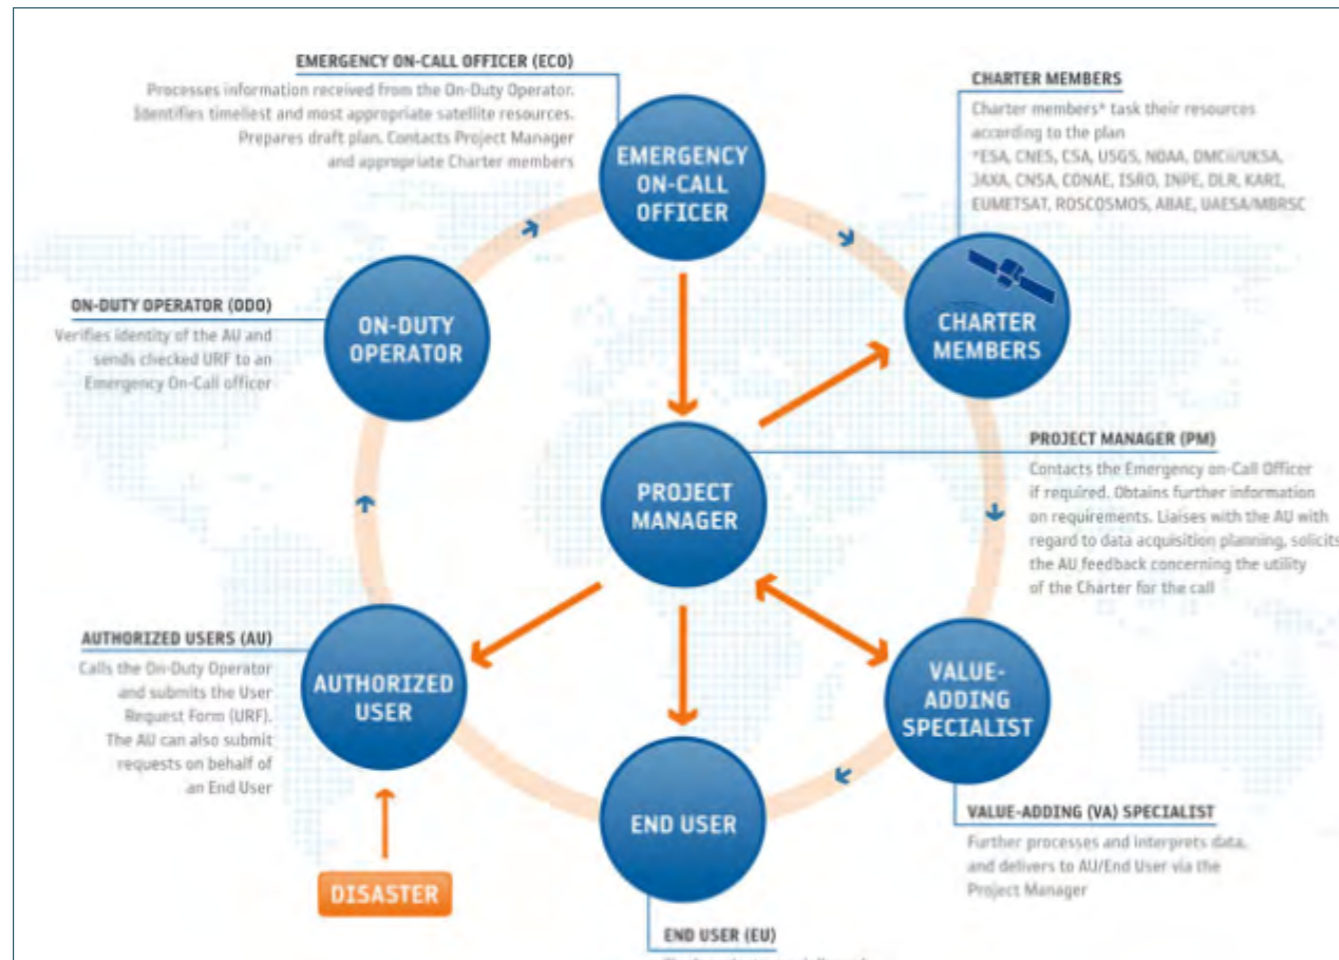 EMERGENCY ON-CALL OFFICER (ECO)
Processes information received from the On-Duty Operator.
Identifies timeliest and most appropriate satellite resources.
Prepares draft plan. Contacts Project Manager
and appropriate Charter members
EMERGENCY
ON-CALL
OFFICER
CHARTER MEMBERS
Charter members* task their resources
according to the plan
*ESA, CNES, CSA, USGS, NOAA, DMCii/UKSA,
JAXA, CNSA, CONAE, ISRO, INPE, DLR, KARI,
EUMETSAT, ROSCOSMOS, ABAE, UAESA/MBRSC
CHARTER
MEMBERS
ON-DUTY OPERATOR (ODO)
Verifies identity of the AU and
sends checked URF to an
Emergency On-Call officer
ON-DUTY
OPERATOR
PROJECT MANAGER (PM)
Contacts the Emergency on-Call Officer
if required. Obtains further information
on requirements. Liaises with the AU with
regard to data acquisition planning, solicits
the AU feedback concerning the utility
of the Charter for the call
PROJECT
MANAGER
AUTHORIZED USERS (AU)
Calls the On-Duty Operator
and submits the User
Request Form (URF).
The AU can also submit
requests on behalf of
an End User
AUTHORIZED
USER
VALUE-
ADDING
SPECIALIST
VALUE-ADDING (VA) SPECIALIST
Further processes and interprets data,
and delivers to AU/End User via the
Project Manager
END USER
DISASTER
END USER (EU)